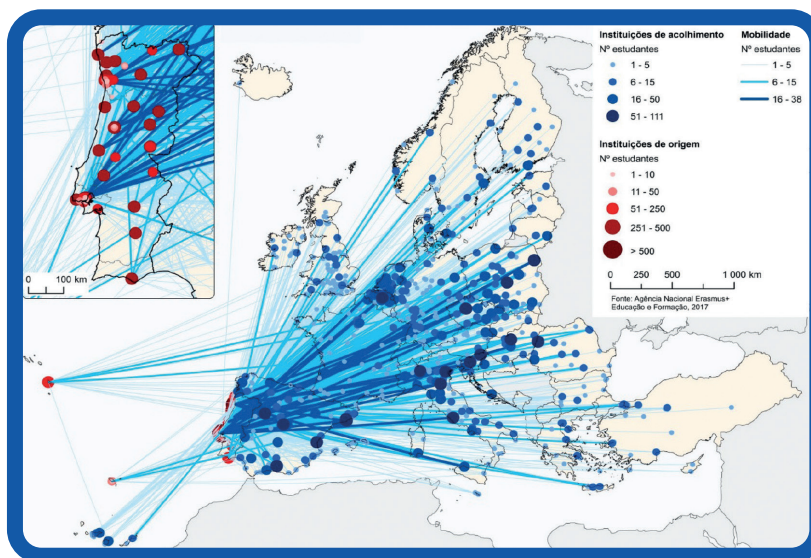 Instituições de acolhimento
Nº estudantes
1 - 5
6 - 15
16 - 50
51 - 111
Mobilidade
Nº estudantes
1 - 5
6 - 15
16 - 38
Instituições de origem
Nº estudantes
1 - 10
11 - 50
51 - 250
251 - 500
> 500
0 250 500 1 000 km
Fonte: Agência Nacional Erasmus+
Educação e Formação, 2017
0 100 km